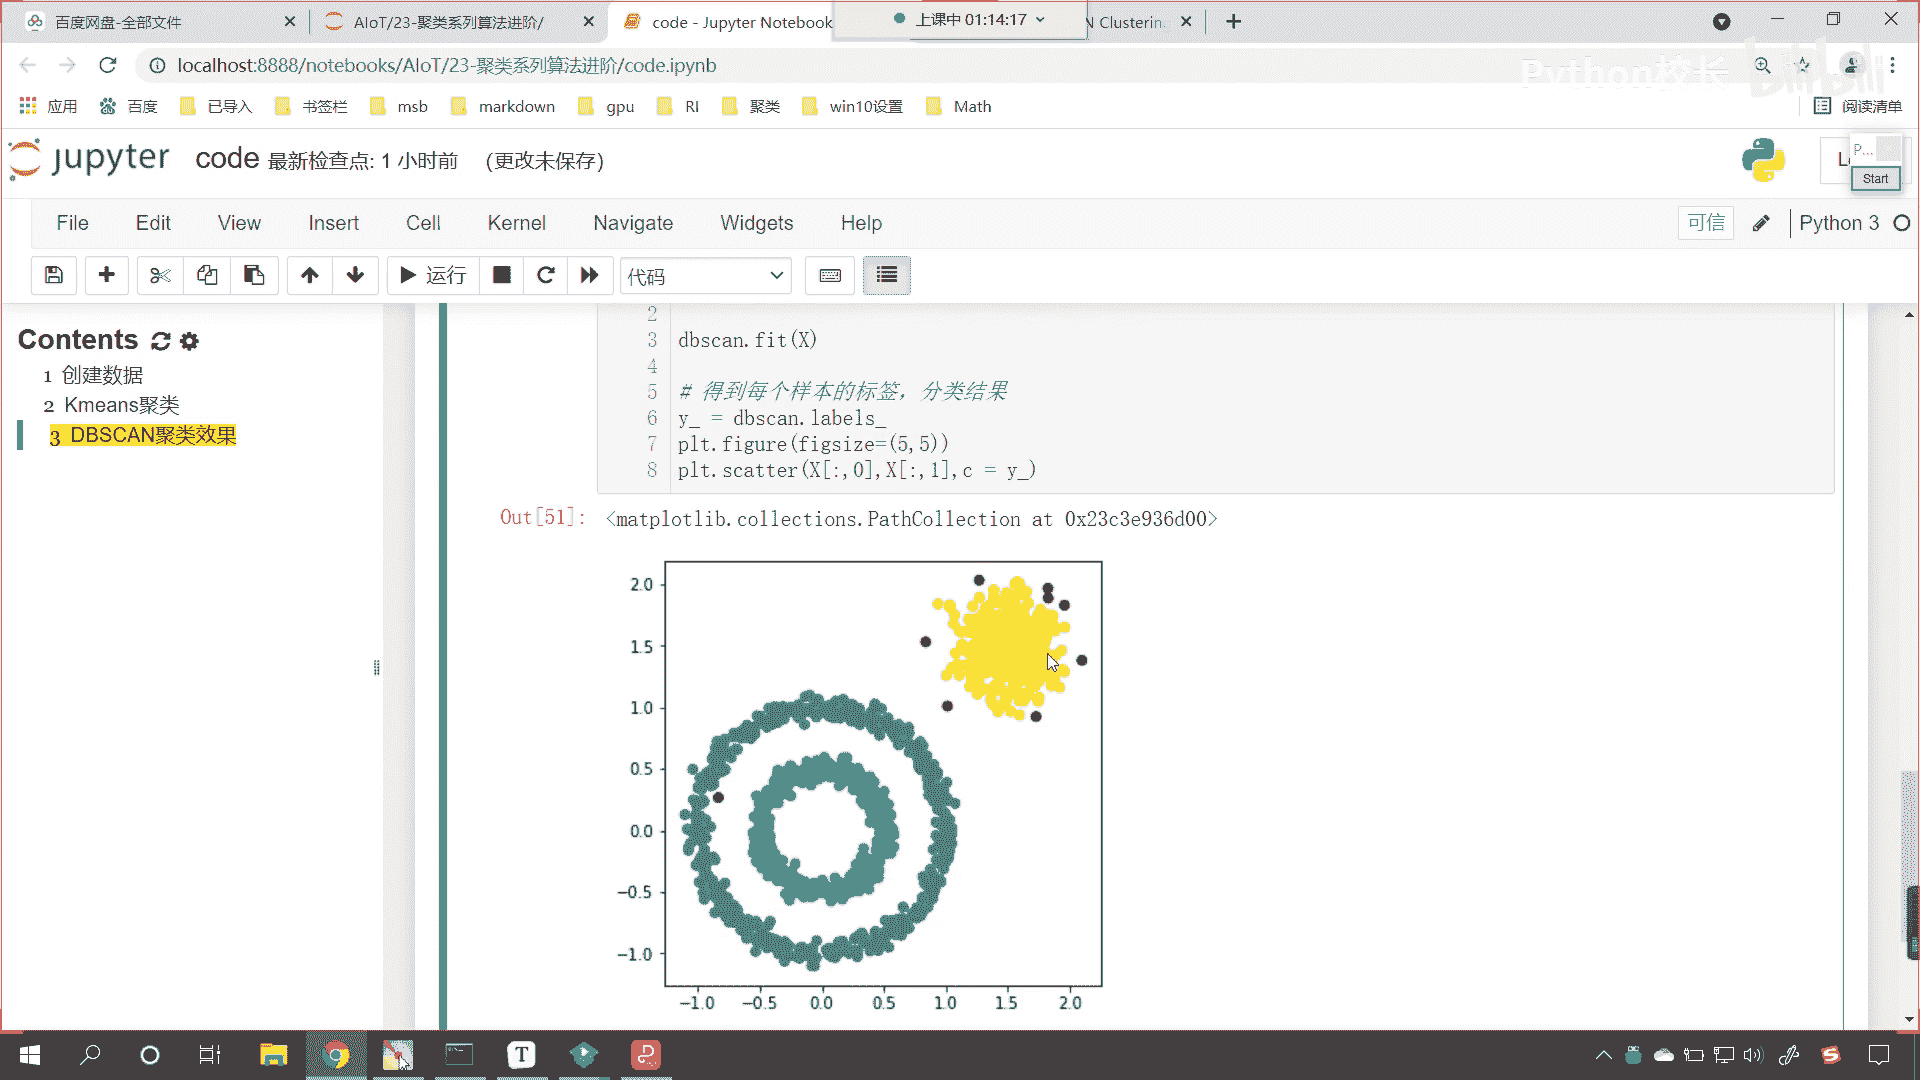 百度网盘-全部文件
AIoT/23-聚类系列算法进阶/
code - Jupyter Notebook
上课中 01:14:17
N Clustering
localhost:8888/notebooks/AIoT/23-聚类系列算法进阶/code.ipynb
Python校长
bilibili
应用 百度 已导入 书签栏 msb markdown gpu RI 聚类 win10设置 Math 阅读清单
jupyter code 最新检查点: 1 小时前 (更改未保存)
P...
Start
File Edit View Insert Cell Kernel Navigate Widgets Help 可信 Python 3
运行 代码
Contents
1 创建数据
2 Kmeans聚类
3 DBSCAN聚类效果
2
3 dbscan.fit(X)
4
5 # 得到每个样本的标签，分类结果
6 y_ = dbscan.labels_
7 plt.figure(figsize=(5,5))
8 plt.scatter(X[:,0],X[:,1],c = y_)
Out[51]: <matplotlib.collections.PathCollection at 0x23c3e936d00>
2.0
1.5
1.0
0.5
0.0
−0.5
−1.0
−1.0 −0.5 0.0 0.5 1.0 1.5 2.0